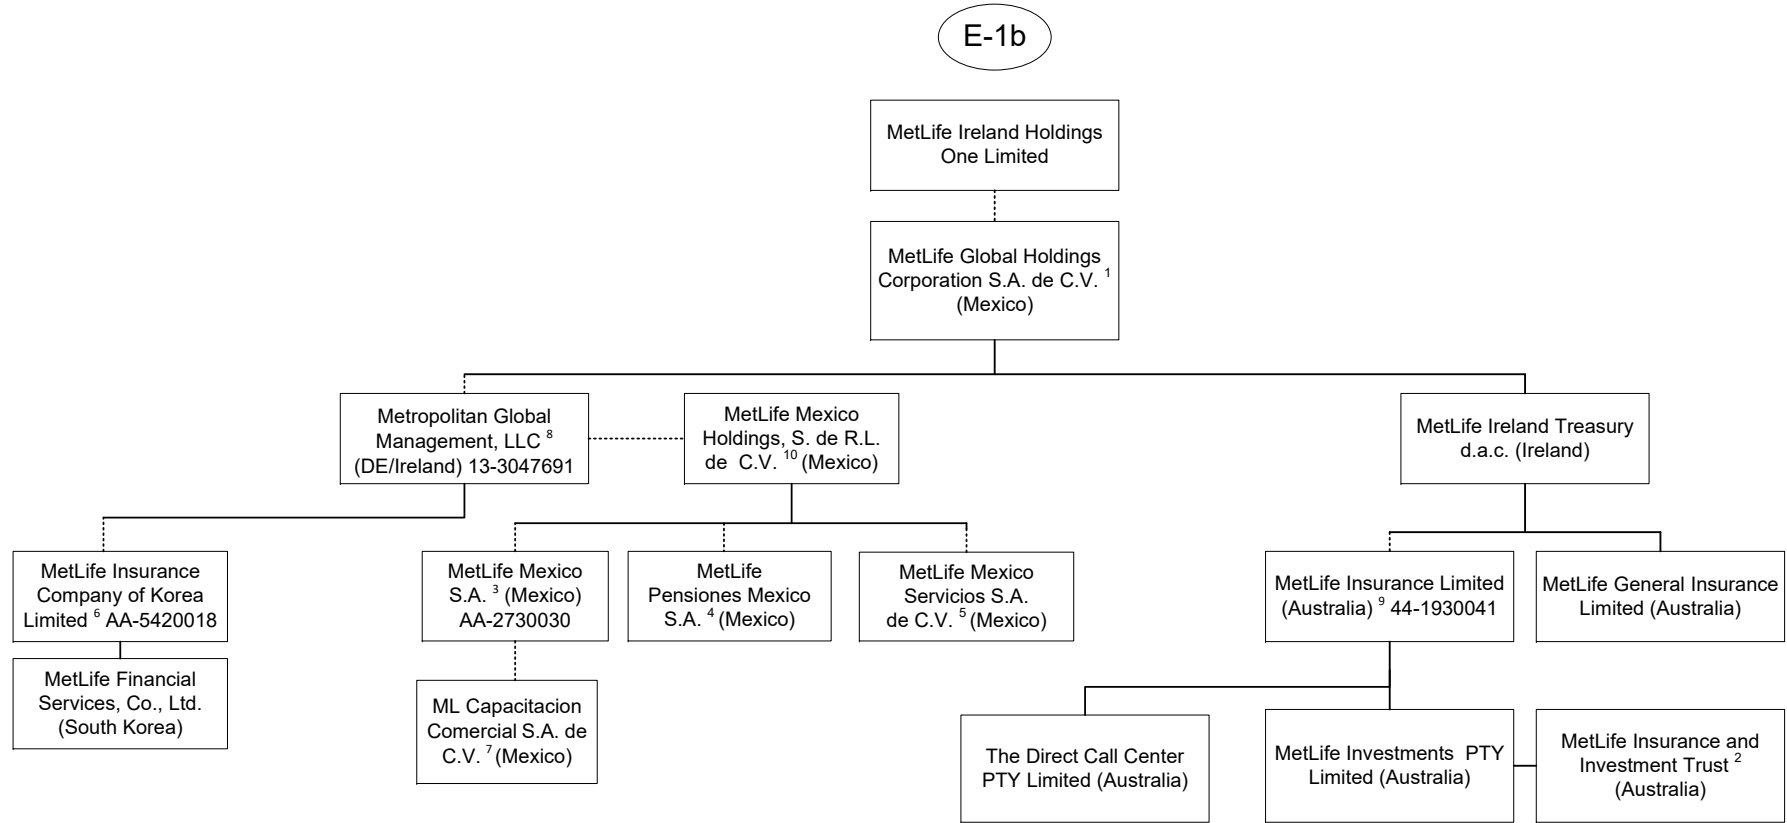 E-1b
MetLife Ireland Holdings
One Limited
MetLife Global Holdings
Corporation S.A. de C.V. 1
(Mexico)
Metropolitan Global
Management, LLC 8
(DE/Ireland) 13-3047691
MetLife Mexico
Holdings, S. de R.L.
de C.V. 10 (Mexico)
MetLife Ireland Treasury
d.a.c. (Ireland)
MetLife Insurance
Company of Korea
Limited 6 AA-5420018
MetLife Mexico
S.A. 3 (Mexico)
AA-2730030
MetLife
Pensiones Mexico
S.A. 4 (Mexico)
MetLife Mexico
Servicios S.A.
de C.V. 5 (Mexico)
MetLife Insurance Limited
(Australia) 9 44-1930041
MetLife General Insurance
Limited (Australia)
MetLife Financial
Services, Co., Ltd.
(South Korea)
ML Capacitacion
Comercial S.A. de
C.V. 7 (Mexico)
The Direct Call Center
PTY Limited (Australia)
MetLife Investments PTY
Limited (Australia)
MetLife Insurance and
Investment Trust 2
(Australia)